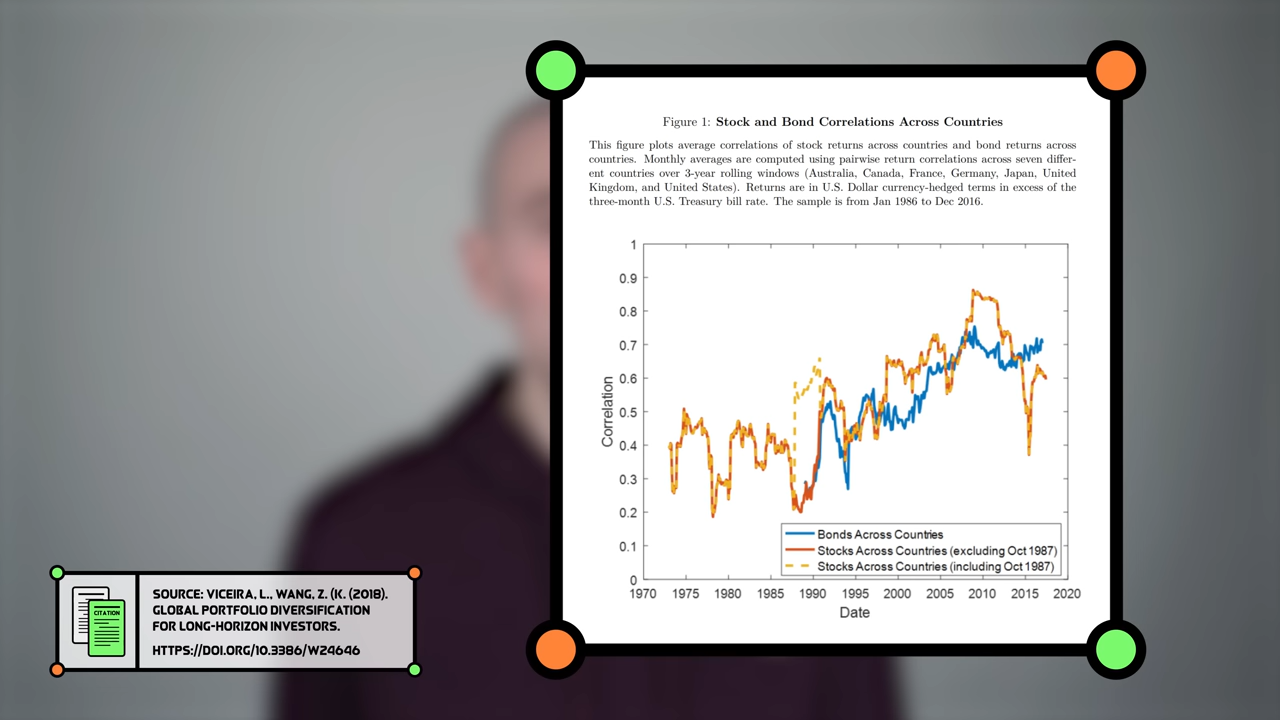 Figure 1: Stock and Bond Correlations Across Countries
This figure plots average correlations of stock returns across countries and bond returns across
countries. Monthly averages are computed using pairwise return correlations across seven differ-
ent countries over 3-year rolling windows (Australia, Canada, France, Germany, Japan, United
Kingdom, and United States). Returns are in U.S. Dollar currency-hedged terms in excess of the
three-month U.S. Treasury bill rate. The sample is from Jan 1986 to Dec 2016.
1
0.9
0.8
0.7
0.6
0.5
0.4
0.3
0.2
0.1
0
Correlation
Bonds Across Countries
Stocks Across Countries (excluding Oct 1987)
Stocks Across Countries (including Oct 1987)
1970 1975 1980 1985 1990 1995 2000 2005 2010 2015 2020
Date
CITATION
SOURCE: VICEIRA, L., WANG, Z. (K. (2018).
GLOBAL PORTFOLIO DIVERSIFICATION
FOR LONG-HORIZON INVESTORS.
HTTPS://DOI.ORG/10.3386/W24646